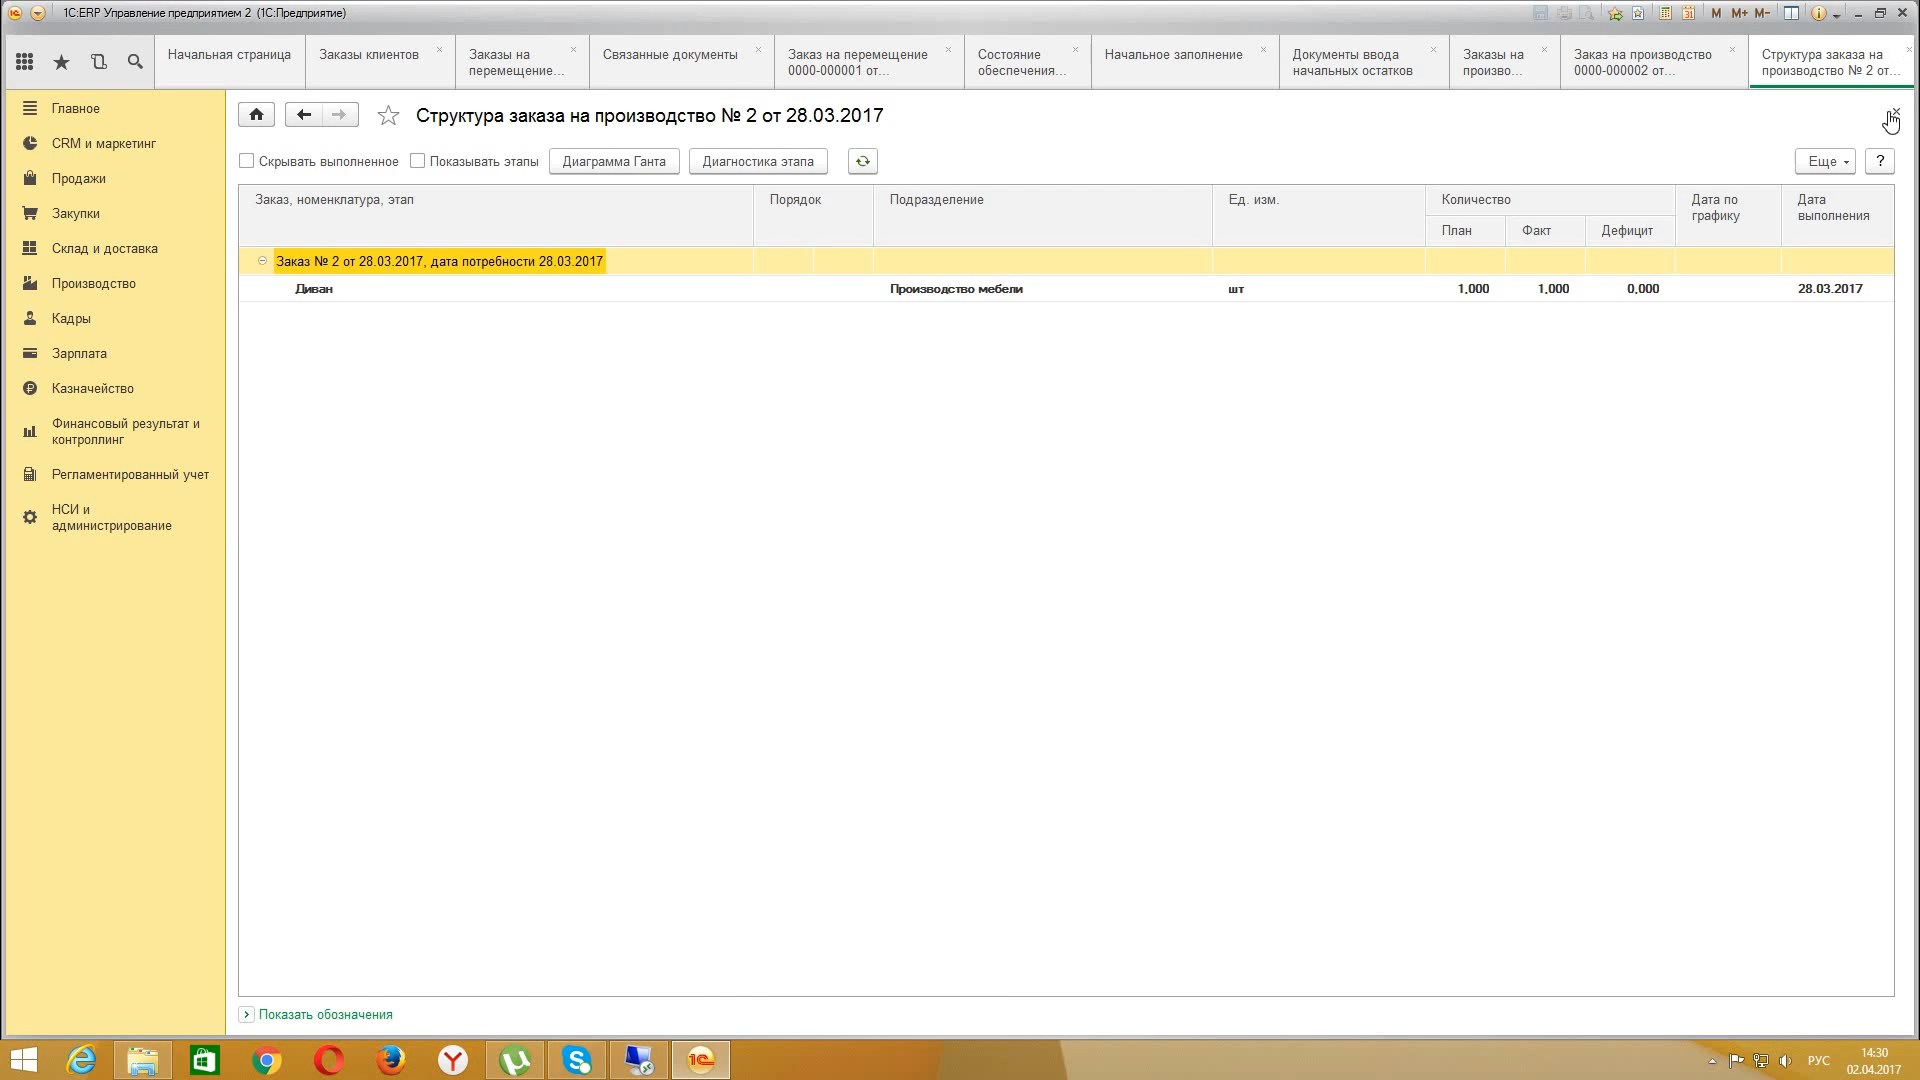 1С:ERP Управление предприятием 2 (1С:Предприятие)
M M+ M-
Начальная страница
Заказы клиентов
Заказы на
перемещение...
Связанные документы
Заказ на перемещение
0000-000001 от...
Состояние
обеспечения...
Начальное заполнение
Документы ввода
начальных остатков
Заказы на
произво...
Заказ на производство
0000-000002 от...
Структура заказа на
производство № 2 от...
Главное
CRM и маркетинг
Продажи
Закупки
Склад и доставка
Производство
Кадры
Зарплата
Казначейство
Финансовый результат и
контроллинг
Регламентированный учет
НСИ и
администрирование
Структура заказа на производство № 2 от 28.03.2017
Скрывать выполненное
Показывать этапы
Диаграмма Ганта
Диагностика этапа
Еще
?
Заказ, номенклатура, этап
Порядок
Подразделение
Ед. изм.
Количество
План
Факт
Дефицит
Дата по
графику
Дата
выполнения
Заказ № 2 от 28.03.2017, дата потребности 28.03.2017
Диван
Производство мебели
шт
1,000
1,000
0,000
28.03.2017
Показать обозначения
РУС
14:30
02.04.2017